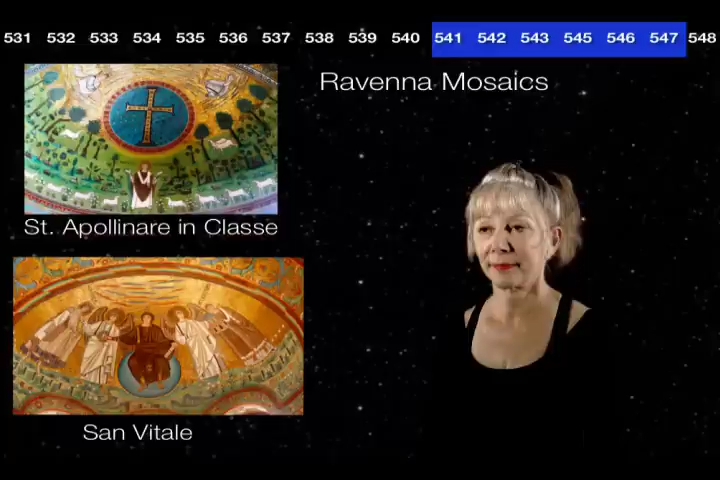 531 532 533 534 535 536 537 538 539 540 541 542 543 545 546 547 548
Ravenna Mosaics
St. Apollinare in Classe
San Vitale